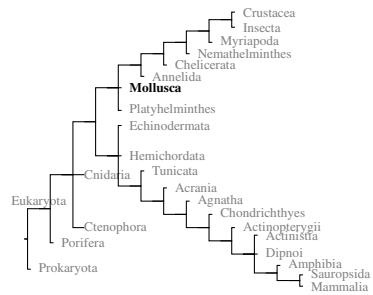 Crustacea
Insecta
Myriapoda
Nemathelminthes
Chelicerata
Annelida
Mollusca
Platyhelminthes
Echinodermata
Hemichordata
Tunicata
Cnidaria
Acrania
Eukaryota
Agnatha
Chondrichthyes
Ctenophora
Actinopterygii
Actinistia
Porifera
Dipnoi
Amphibia
Prokaryota
Sauropsida
Mammalia